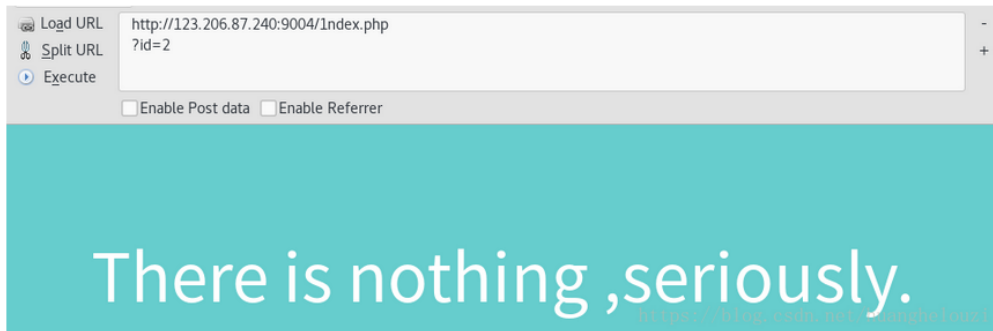 Load URL
http://123.206.87.240:9004/1ndex.php
-
Split URL
?id=2
+
Execute
Enable Post data
Enable Referrer
There is nothing ,seriously.